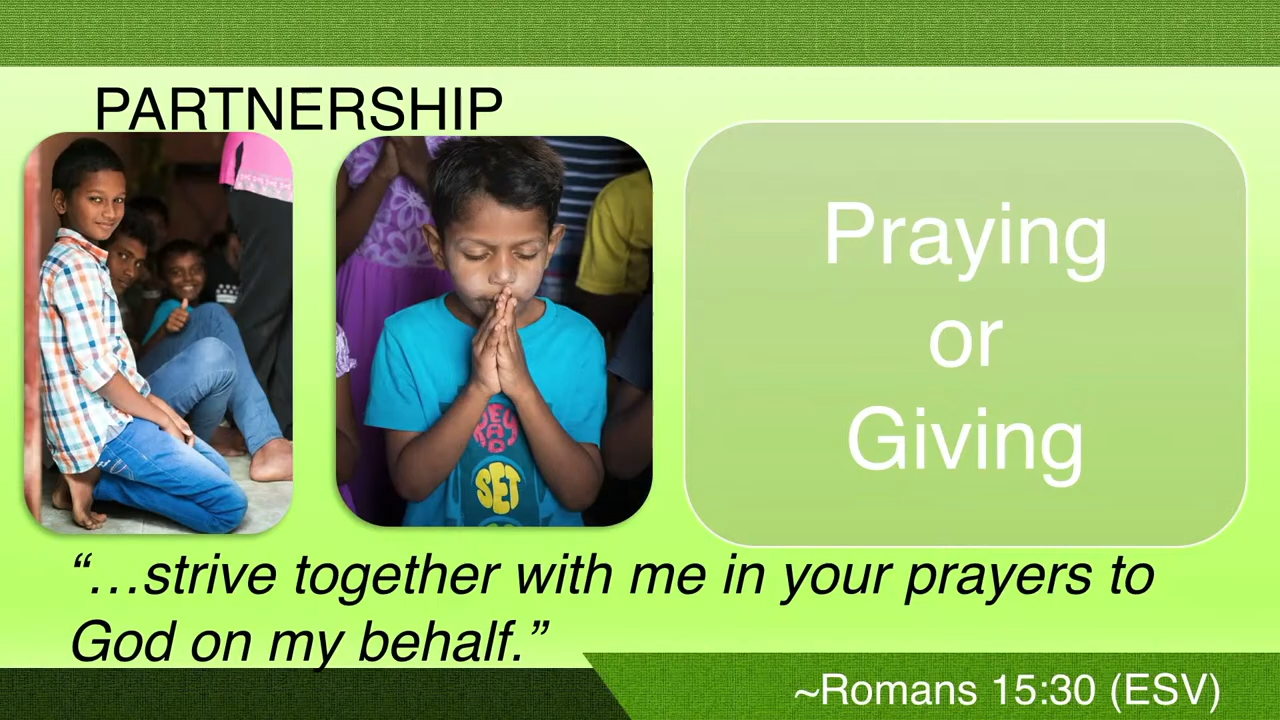 PARTNERSHIP
Praying
or
Giving
SET
“…strive together with me in your prayers to
God on my behalf.”
~Romans 15:30 (ESV)